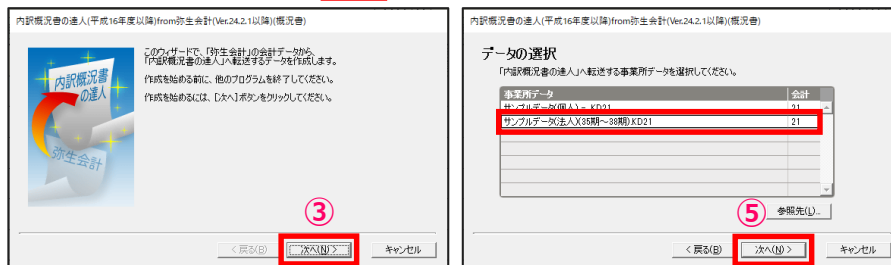 内訳概況書の達人(平成16年度以降)from弥生会計(Ver.24.2.1以降)(概況書)
内訳概況書
の達人
弥生会計
このウィザードで、「弥生会計」の会計データから、
「内訳概況書の達人」へ転送するデータを作成します。
作成を始める前に、他のプログラムを終了してください。
作成を始めるには、[次へ]ボタンをクリックしてください。
③
< 戻る(B)
次へ(N) >
キャンセル
内訳概況書の達人(平成16年度以降)from弥生会計(Ver.24.2.1以降)(概況書)
データの選択
「内訳概況書の達人」へ転送する事業所データを選択してください。
事業所データ 会計
サンプルデータ(個人) - .KD21 21
サンプルデータ(法人)(35期～38期).KD21 21
⑤
参照先(L)...
< 戻る(B)
次へ(N) >
キャンセル